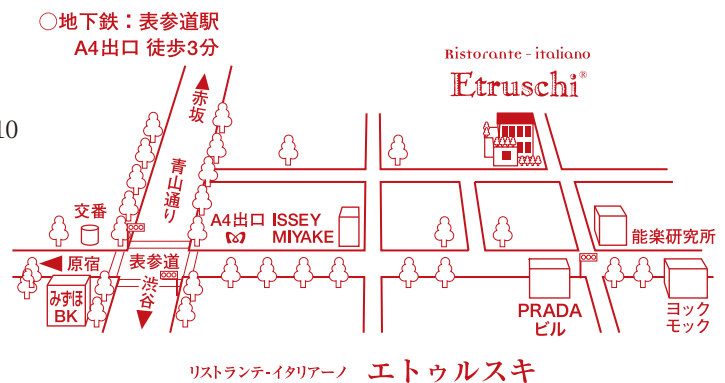 ○地下鉄：表参道駅
A4出口 徒歩3分
Ristorante - italiano
Etruschi®
10
赤坂
青山通り
交番
A4出口
ISSEY
MIYAKE
能楽研究所
原宿
表参道
渋谷
みずほ
BK
PRADA
ビル
ヨック
モック
リストランテ-イタリアーノ エトゥルスキ